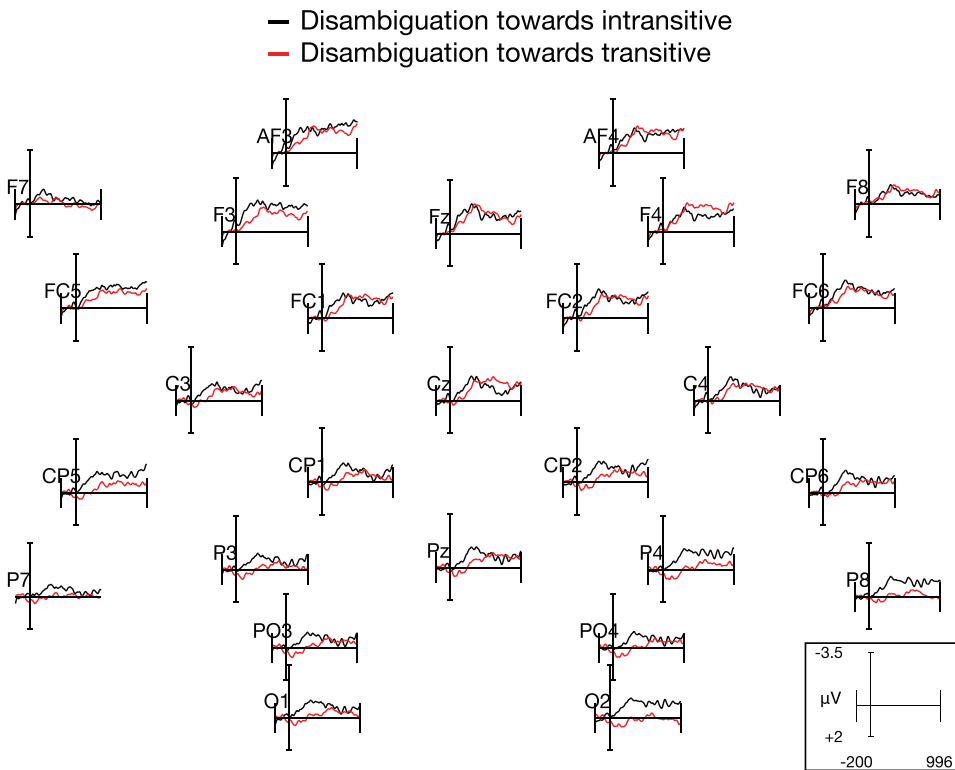 Disambiguation towards intransitive
Disambiguation towards transitive
AF3 AF4
F7 F8
F3 Fz F4
FC5 FC1 FC2 FC6
C3 Cz C4
CP5 CP1 CP2 CP6
P3 Pz P4
P7 P8
PO3 PO4
-3.5
O1 O2 µV
+2
-200 996